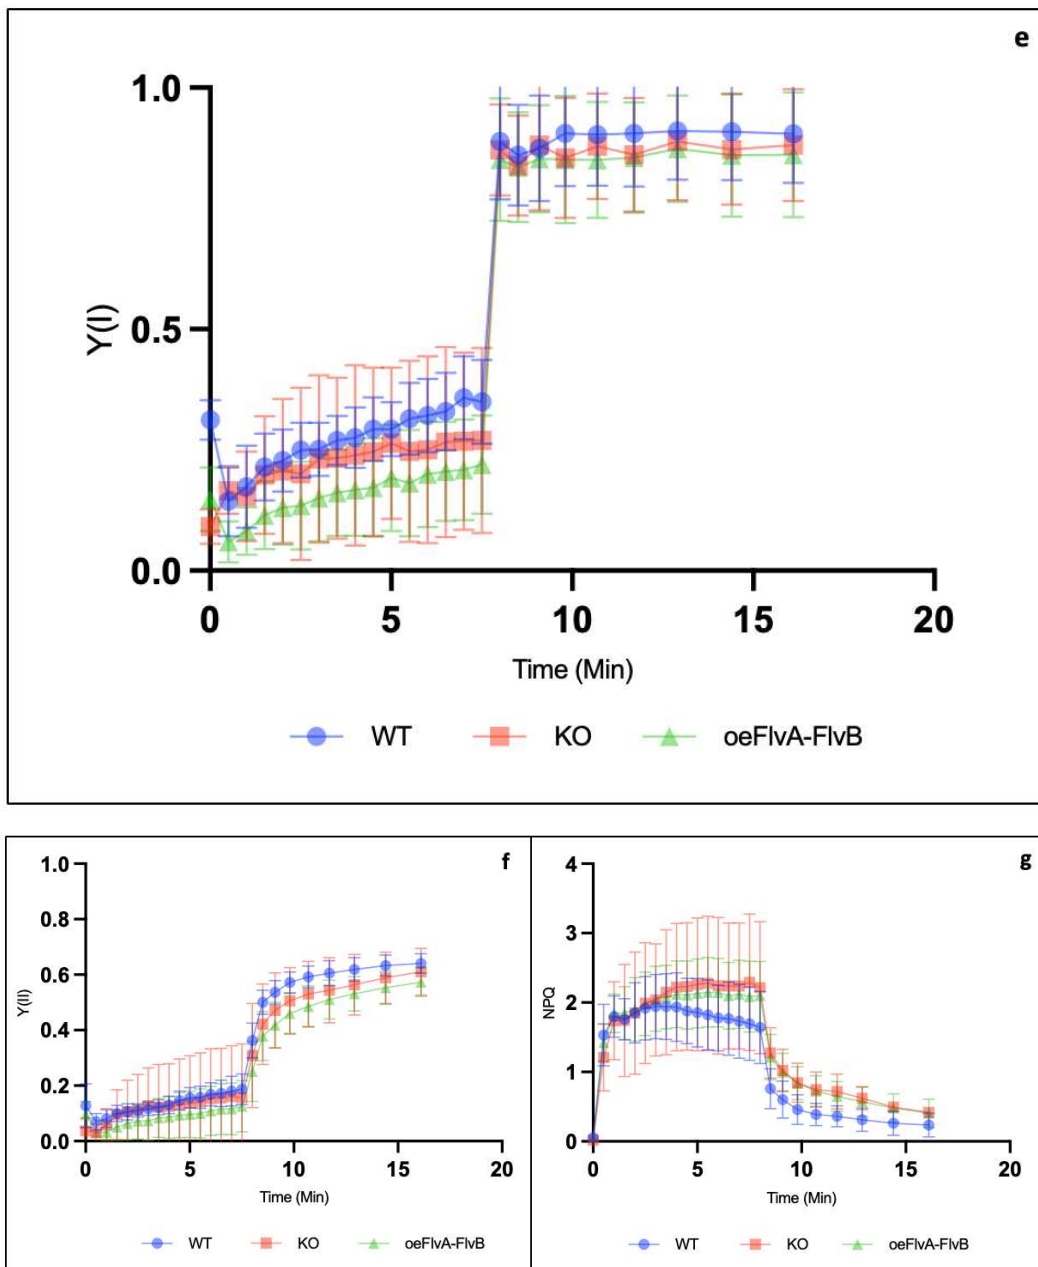 e
1.0
0.5
0.0
Y(I)
0 5 10 15 20
Time (Min)
WT KO oeFlvA-FlvB
f
1.0
0.8
0.6
0.4
0.2
0.0
Y(II)
0 5 10 15 20
Time (Min)
WT KO oeFlvA-FlvB
g
4
3
2
1
0
NPQ
0 5 10 15 20
Time (Min)
WT KO oeFlvA-FlvB